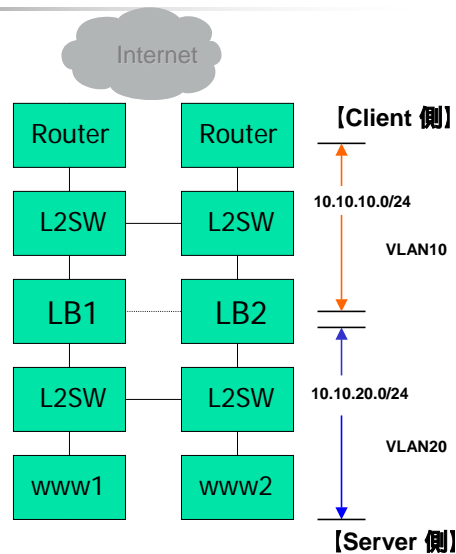 Internet
【Client 側】
Router
Router
10.10.10.0/24
L2SW
L2SW
VLAN10
LB1
LB2
10.10.20.0/24
L2SW
L2SW
VLAN20
www1
www2
【Server 側】